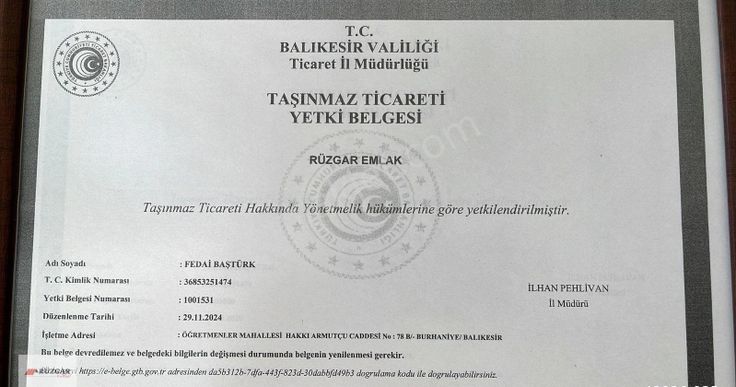 T.C.
BALIKESİR VALİLİĞİ
Ticaret İl Müdürlüğü
TAŞINMAZ TİCARETİ
YETKİ BELGESİ
RÜZGAR EMLAK
Taşınmaz Ticareti Hakkında Yönetmelik hükümlerine göre yetkilendirilmiştir.
Adı Soyadı : FEDAİ BAŞTÜRK
T. C. Kimlik Numarası : 36853251474
Yetki Belgesi Numarası : 1001531
Düzenlenme Tarihi : 29.11.2024
İşletme Adresi : ÖĞRETMENLER MAHALLESİ HAKKI ARMUTÇU CADDESİ No : 78 B/- BURHANİYE/ BALIKESİR
İLHAN PEHLİVAN
İl Müdürü
Bu belge devredilemez ve belgedeki bilgilerin değişmesi durumunda belgenin yenilenmesi gerekir.
https://e-belge.gtb.gov.tr adresinden da5b312b-7dfa-443f-823d-30dabbfd49b3 dogrulama kodu ile dogrulayabilirsiniz.
RÜZGAR